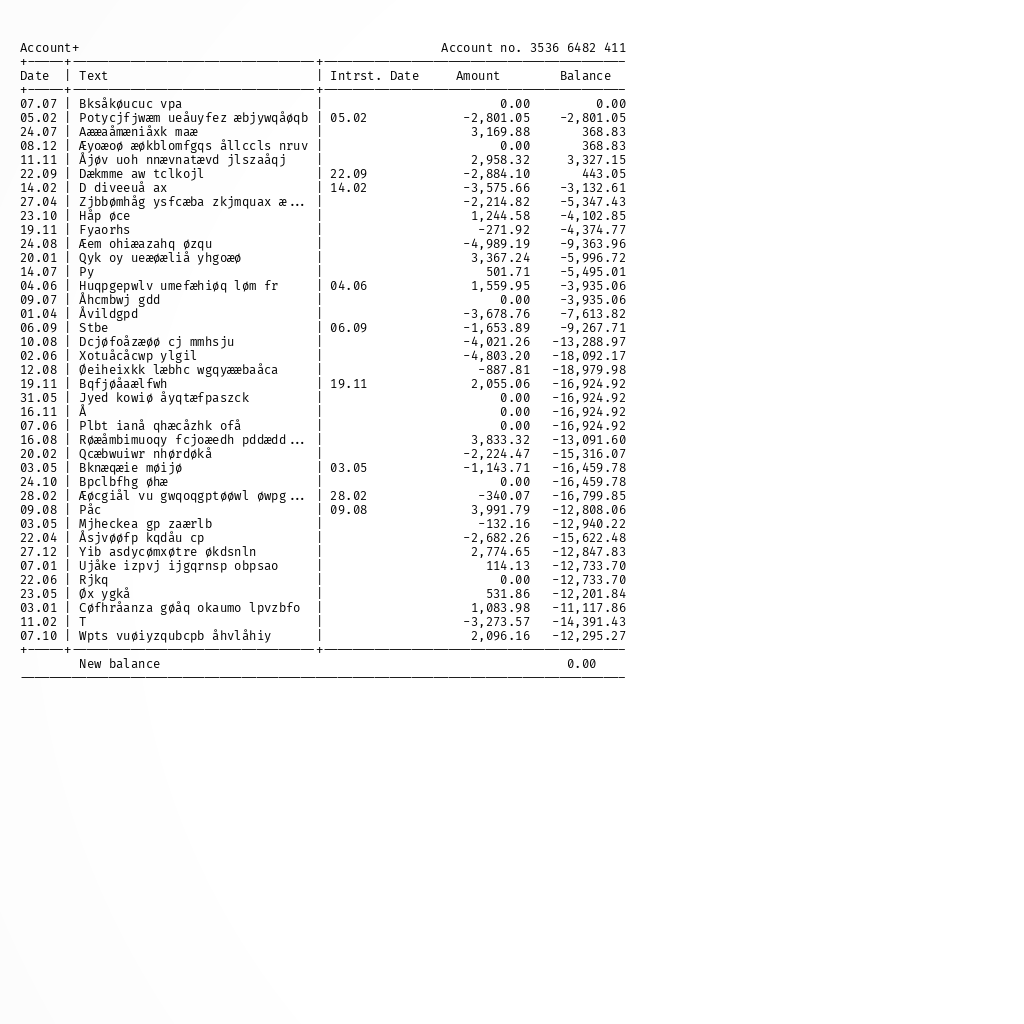 Account+ Account no. 3536 6482 411
Date | Text | Intrst. Date Amount Balance
07.07 | Bksåkøucuc vpa | 0.00 0.00
05.02 | Potycjfjwæm ueåuyfez æbjywqåøqb | 05.02 -2,801.05 -2,801.05
24.07 | Aææaåmæniåxk maæ | 3,169.88 368.83
08.12 | Æyoæoø æøkblomfgqs ållccls nruv | 0.00 368.83
11.11 | Åjøv uoh nnævnatævd jlszaåqj | 2,958.32 3,327.15
22.09 | Dækmme aw tclkojl | 22.09 -2,884.10 443.05
14.02 | D diveeuå ax | 14.02 -3,575.66 -3,132.61
27.04 | Zjbbømhåg ysfcæba zkjmquax æ... | -2,214.82 -5,347.43
23.10 | Håp øce | 1,244.58 -4,102.85
19.11 | Fyaorhs | -271.92 -4,374.77
24.08 | Æem ohiæazahq øzqu | -4,989.19 -9,363.96
20.01 | Qyk oy ueæøæliå yhgoæø | 3,367.24 -5,996.72
14.07 | Py | 501.71 -5,495.01
04.06 | Huqpgepwlv umefæhiøq løm fr | 04.06 1,559.95 -3,935.06
09.07 | Åhcmbwj gdd | 0.00 -3,935.06
01.04 | Åvildgpd | -3,678.76 -7,613.82
06.09 | Stbe | 06.09 -1,653.89 -9,267.71
10.08 | Dcjøfoåzæøø cj mmhsju | -4,021.26 -13,288.97
02.06 | Xotuåcåcwp ylgil | -4,803.20 -18,092.17
12.08 | Øeiheixkk læbhc wgqyææbaåca | -887.81 -18,979.98
19.11 | Bqfjøåaælfwh | 19.11 2,055.06 -16,924.92
31.05 | Jyed kowiø åyqtæfpaszck | 0.00 -16,924.92
16.11 | Å | 0.00 -16,924.92
07.06 | Plbt ianå qhæcåzhk ofå | 0.00 -16,924.92
16.08 | Røæåmbimuoqy fcjoæedh pddædd... | 3,833.32 -13,091.60
20.02 | Qcæbwuiwr nhørdøkå | -2,224.47 -15,316.07
03.05 | Bknæqæie møijø | 03.05 -1,143.71 -16,459.78
24.10 | Bpclbfhg øhæ | 0.00 -16,459.78
28.02 | Æøcgiål vu gwqoqgptøøwl øwpg... | 28.02 -340.07 -16,799.85
09.08 | Påc | 09.08 3,991.79 -12,808.06
03.05 | Mjheckea gp zaærlb | -132.16 -12,940.22
22.04 | Åsjvøøfp kqdåu cp | -2,682.26 -15,622.48
27.12 | Yib asdycømxøtre økdsnln | 2,774.65 -12,847.83
07.01 | Ujåke izpvj ijgqrnsp obpsao | 114.13 -12,733.70
22.06 | Rjkq | 0.00 -12,733.70
23.05 | Øx ygkå | 531.86 -12,201.84
03.01 | Cøfhråanza gøåq okaumo lpvzbfo | 1,083.98 -11,117.86
11.02 | T | -3,273.57 -14,391.43
07.10 | Wpts vuøiyzqubcpb åhvlåhiy | 2,096.16 -12,295.27
New balance 0.00